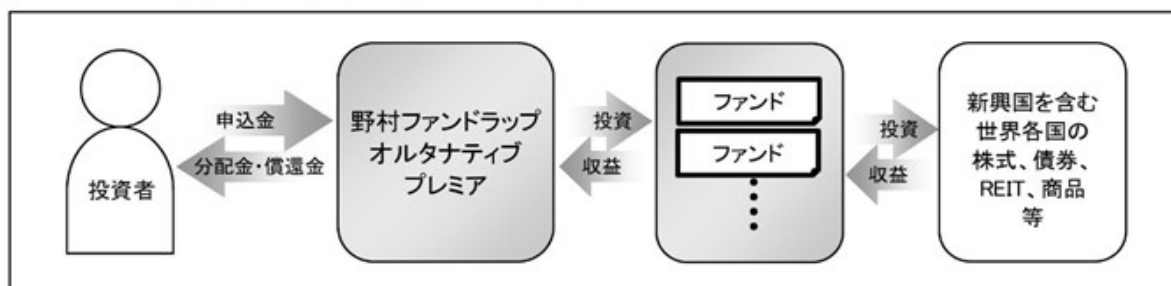 投資者
申込金
分配金・償還金
野村ファンドラップ
オルタナティブ
プレミア
投資
収益
ファンド
ファンド
投資
収益
新興国を含む
世界各国の
株式、債券、
REIT、商品
等